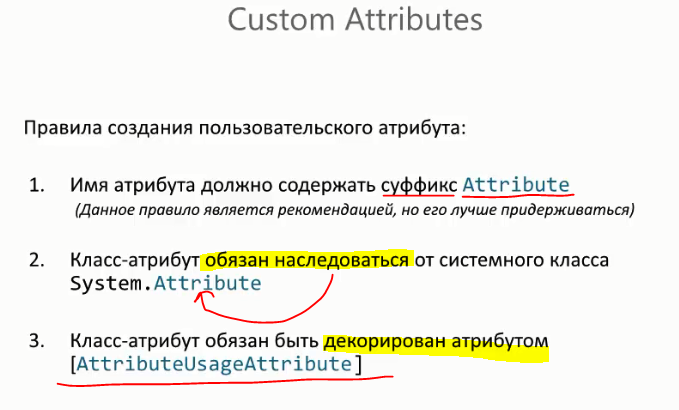 Custom Attributes
Правила создания пользовательского атрибута:
1. Имя атрибута должно содержать суффикс Attribute
(Данное правило является рекомендацией, но его лучше придерживаться)
2. Класс-атрибут обязан наследоваться от системного класса
System.Attribute
3. Класс-атрибут обязан быть декорирован атрибутом
[AttributeUsageAttribute]